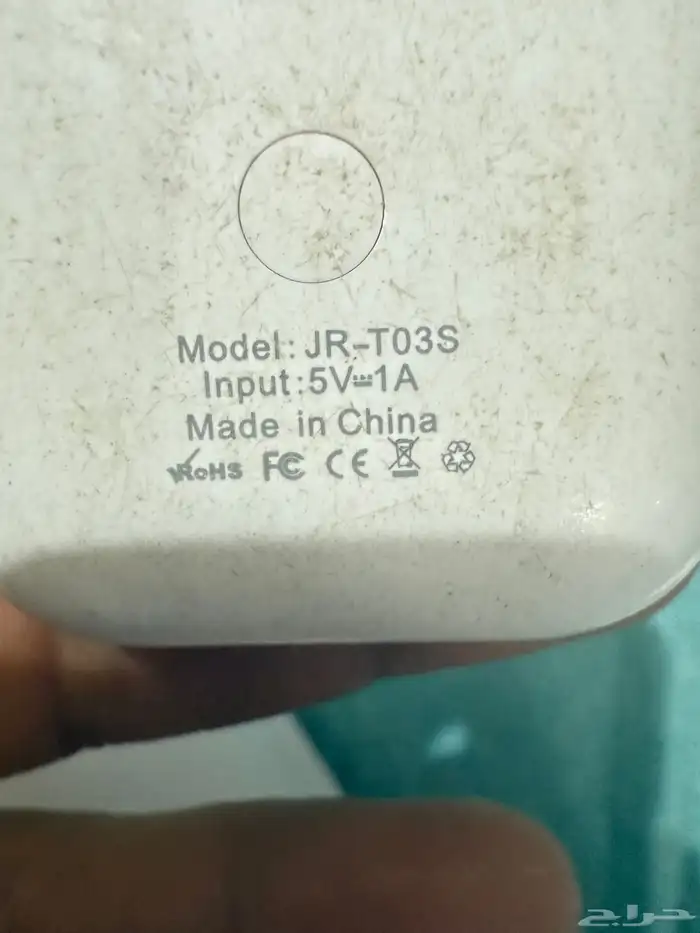 Model: JR-T03S
Input:5V⎓1A
Made in China
RoHS FC CE
حراج